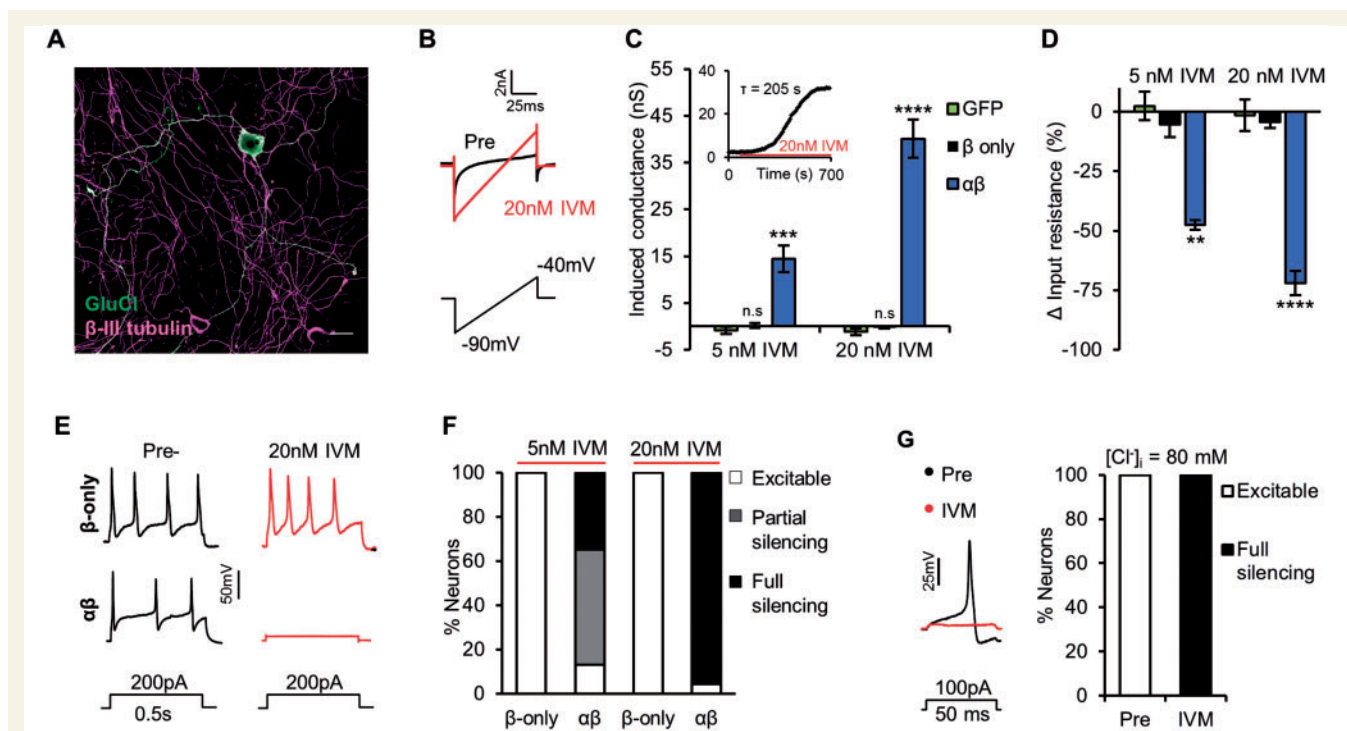 A
GluCl
β-III tubulin
B
2nA
25ms
Pre
20nM IVM
-40mV
-90mV
C
Induced conductance (nS)
55
45
35
25
15
5
-5
40
20
0
τ = 205 s
20nM IVM
0 Time (s) 700
n.s
***
n.s
****
5 nM IVM 20 nM IVM
GFP
β only
αβ
D
5 nM IVM 20 nM IVM
Δ Input resistance (%)
0
-25
-50
-75
-100
**
****
E
Pre- 20nM IVM
β-only
αβ
50mV
200pA 200pA
0.5s
F
5nM IVM 20nM IVM
% Neurons
100
80
60
40
20
0
β-only αβ β-only αβ
Excitable
Partial
silencing
Full
silencing
G
Pre
IVM
25mV
100pA
50 ms
[Cl-]i = 80 mM
% Neurons
100
80
60
40
20
0
Pre IVM
Excitable
Full
silencing